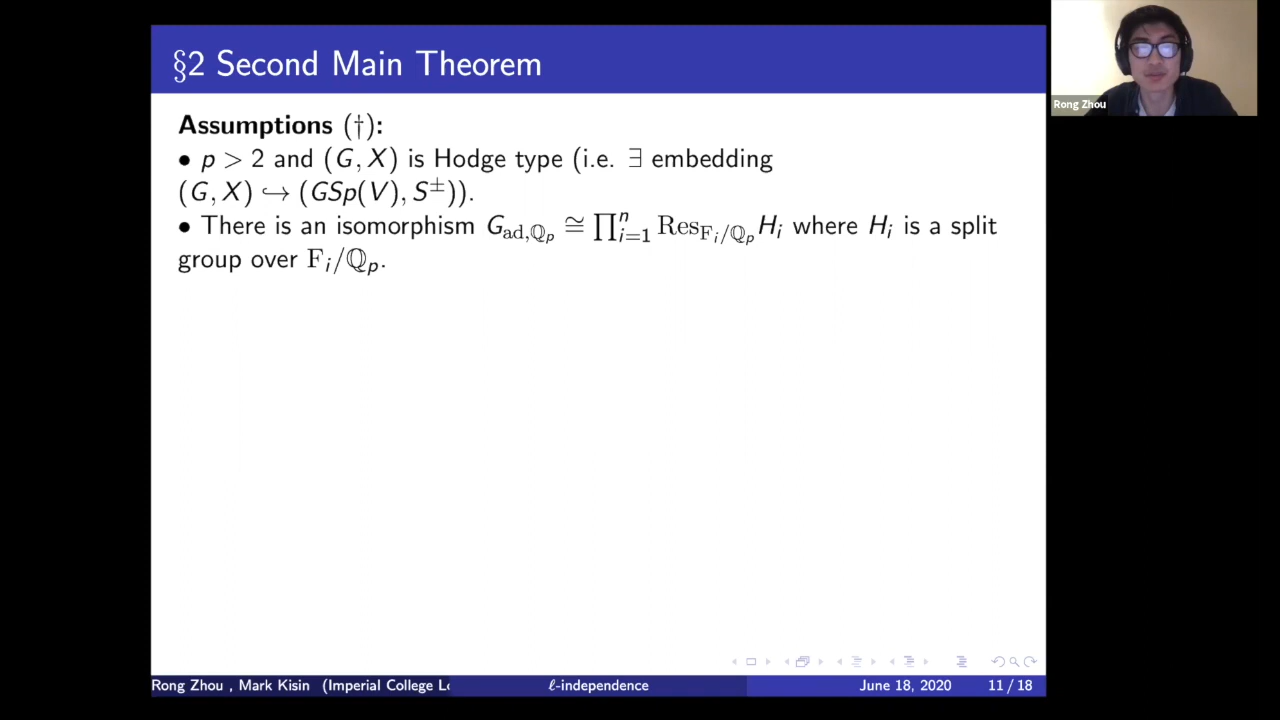 §2 Second Main Theorem
Rong Zhou
Assumptions (†):
• p > 2 and (G, X) is Hodge type (i.e. ∃ embedding
(G, X) ↪ (GSp(V), S^±)).
• There is an isomorphism G_{ad,ℚ_p} ≅ ∏_{i=1}^n Res_{F_i/ℚ_p} H_i where H_i is a split
group over F_i/ℚ_p.
Rong Zhou , Mark Kisin (Imperial College Lo
ℓ-independence
June 18, 2020
11 / 18